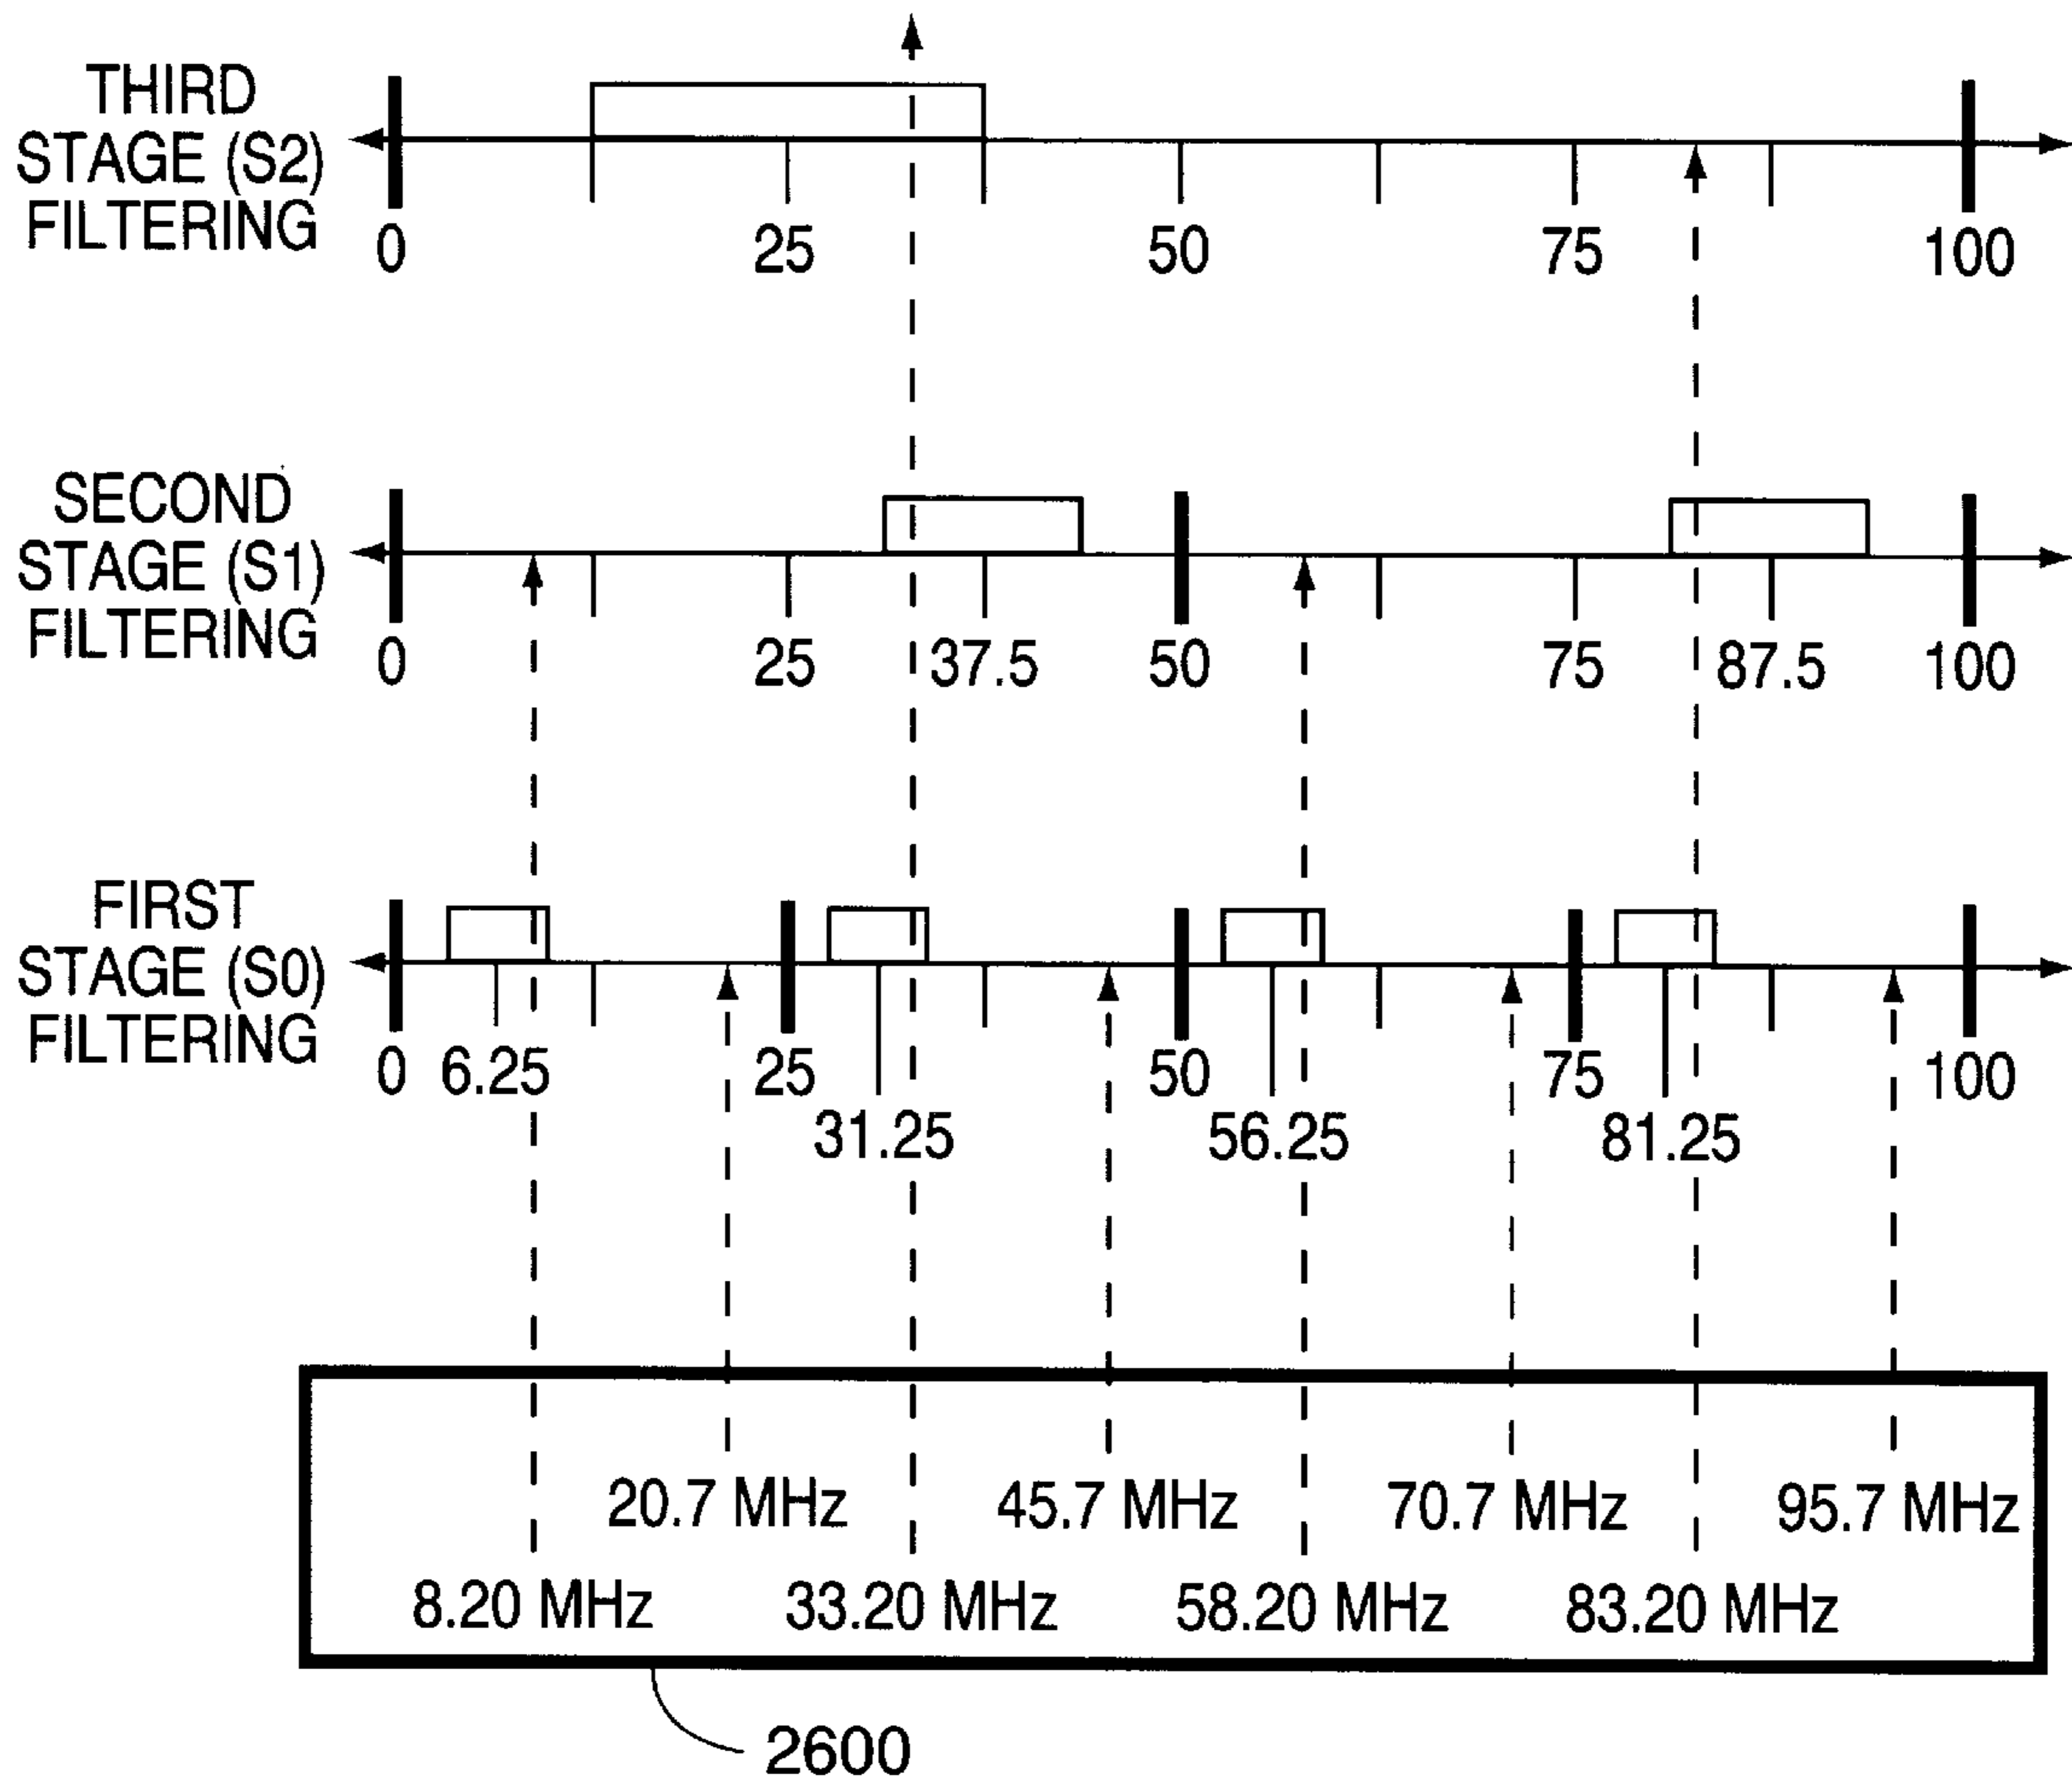 THIRD
STAGE (S2)
FILTERING
0 25 50 75 100
SECOND
STAGE (S1)
FILTERING
0 25 37.5 50 75 87.5 100
FIRST
STAGE (S0)
FILTERING
0 6.25 25 50 75 100
31.25 56.25 81.25
20.7 MHz 45.7 MHz 70.7 MHz 95.7 MHz
8.20 MHz 33.20 MHz 58.20 MHz 83.20 MHz
2600